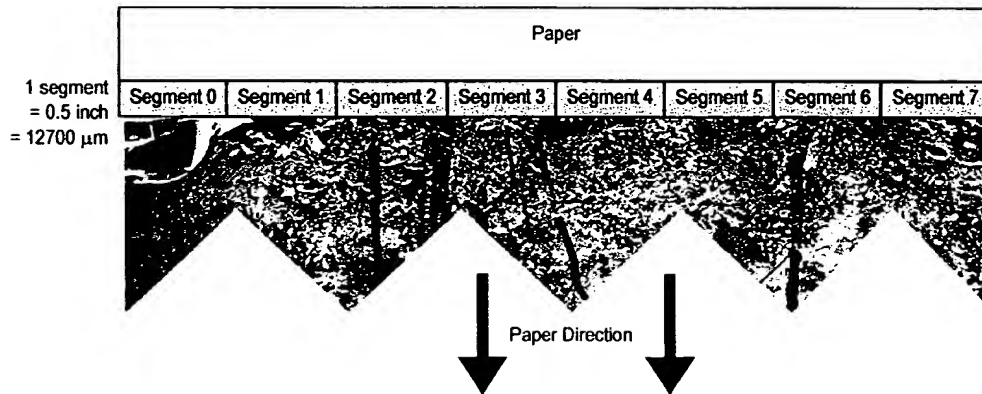 Paper
1 segment
= 0.5 inch
= 12700 µm
Segment 0 Segment 1 Segment 2 Segment 3 Segment 4 Segment 5 Segment 6 Segment 7
Paper Direction